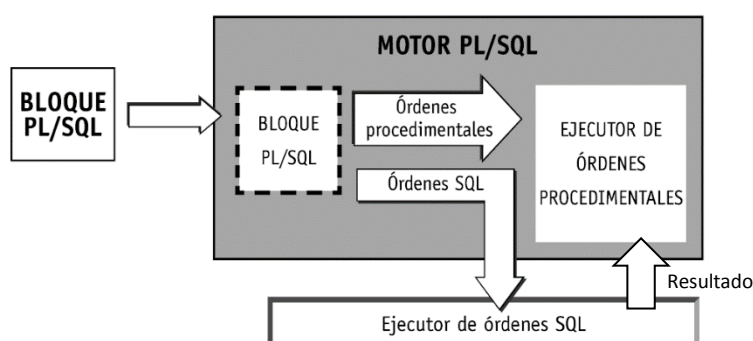 MOTOR PL/SQL
BLOQUE
PL/SQL
BLOQUE
PL/SQL
Órdenes
procedimentales
Órdenes SQL
EJECUTOR DE
ÓRDENES
PROCEDIMENTALES
Resultado
Ejecutor de órdenes SQL